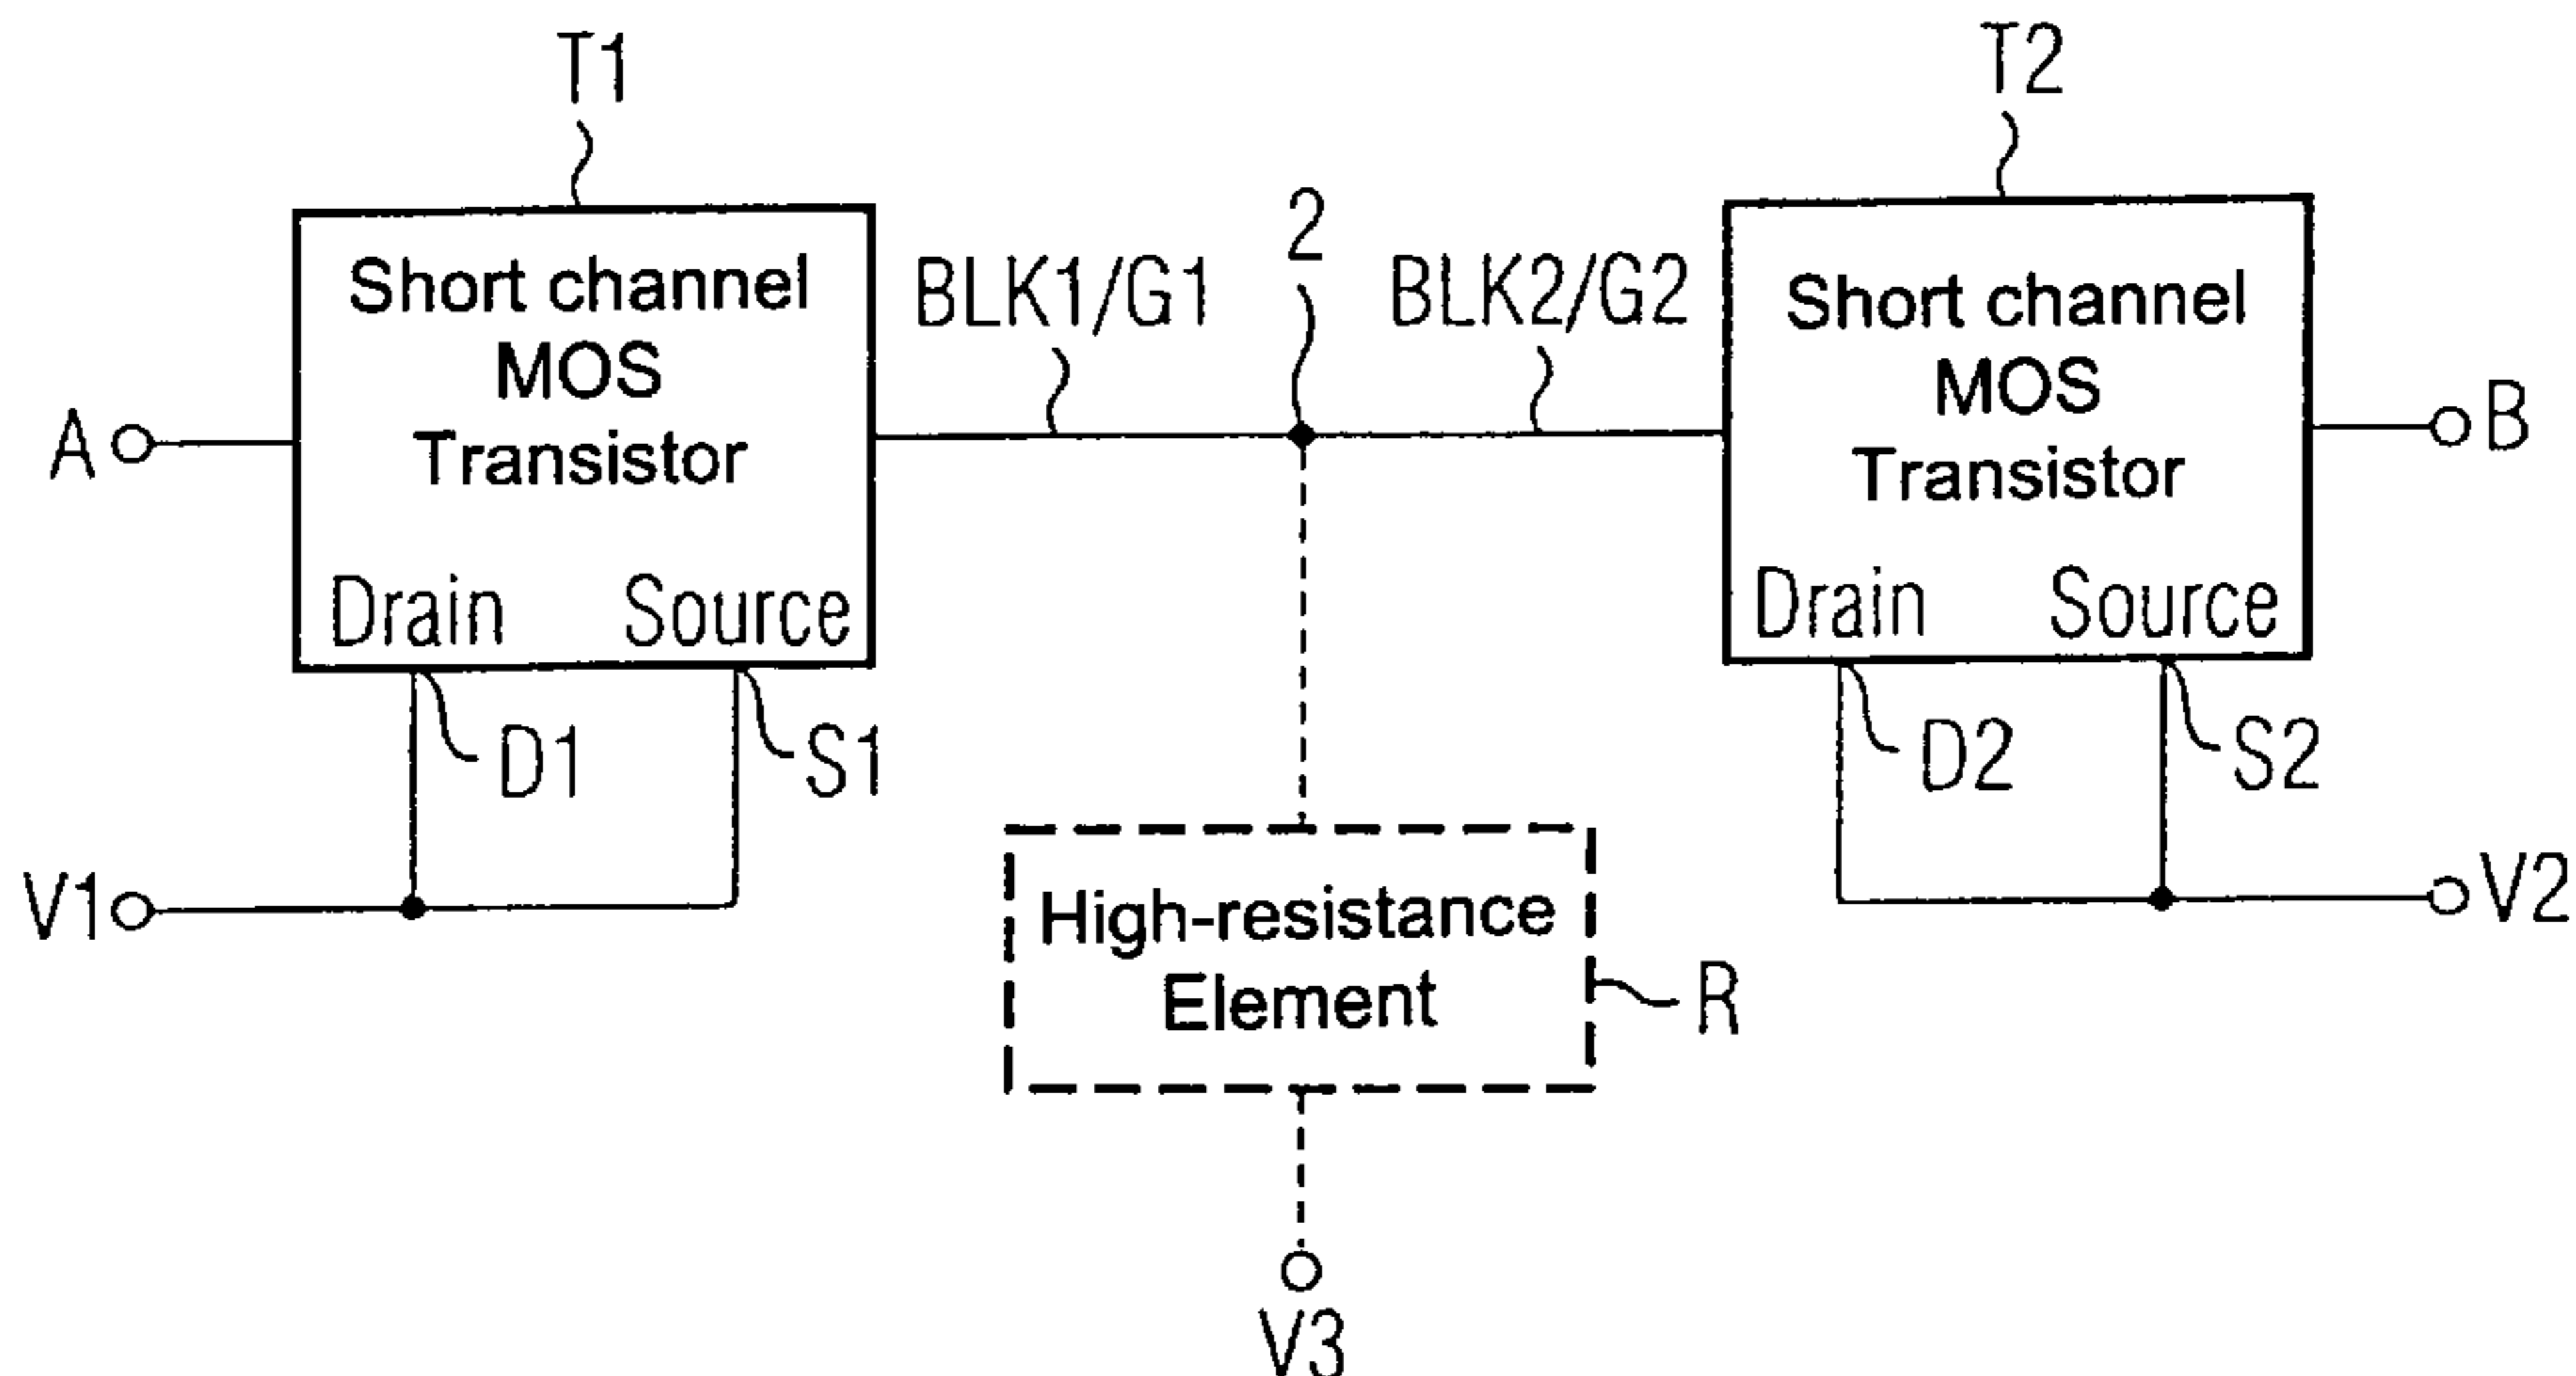 T1
T2
2
BLK1/G1
BLK2/G2
Short channel
MOS
Transistor
Short channel
MOS
Transistor
A
B
Drain Source
Drain Source
D1
S1
D2
S2
V1
V2
High-resistance
Element
R
V3